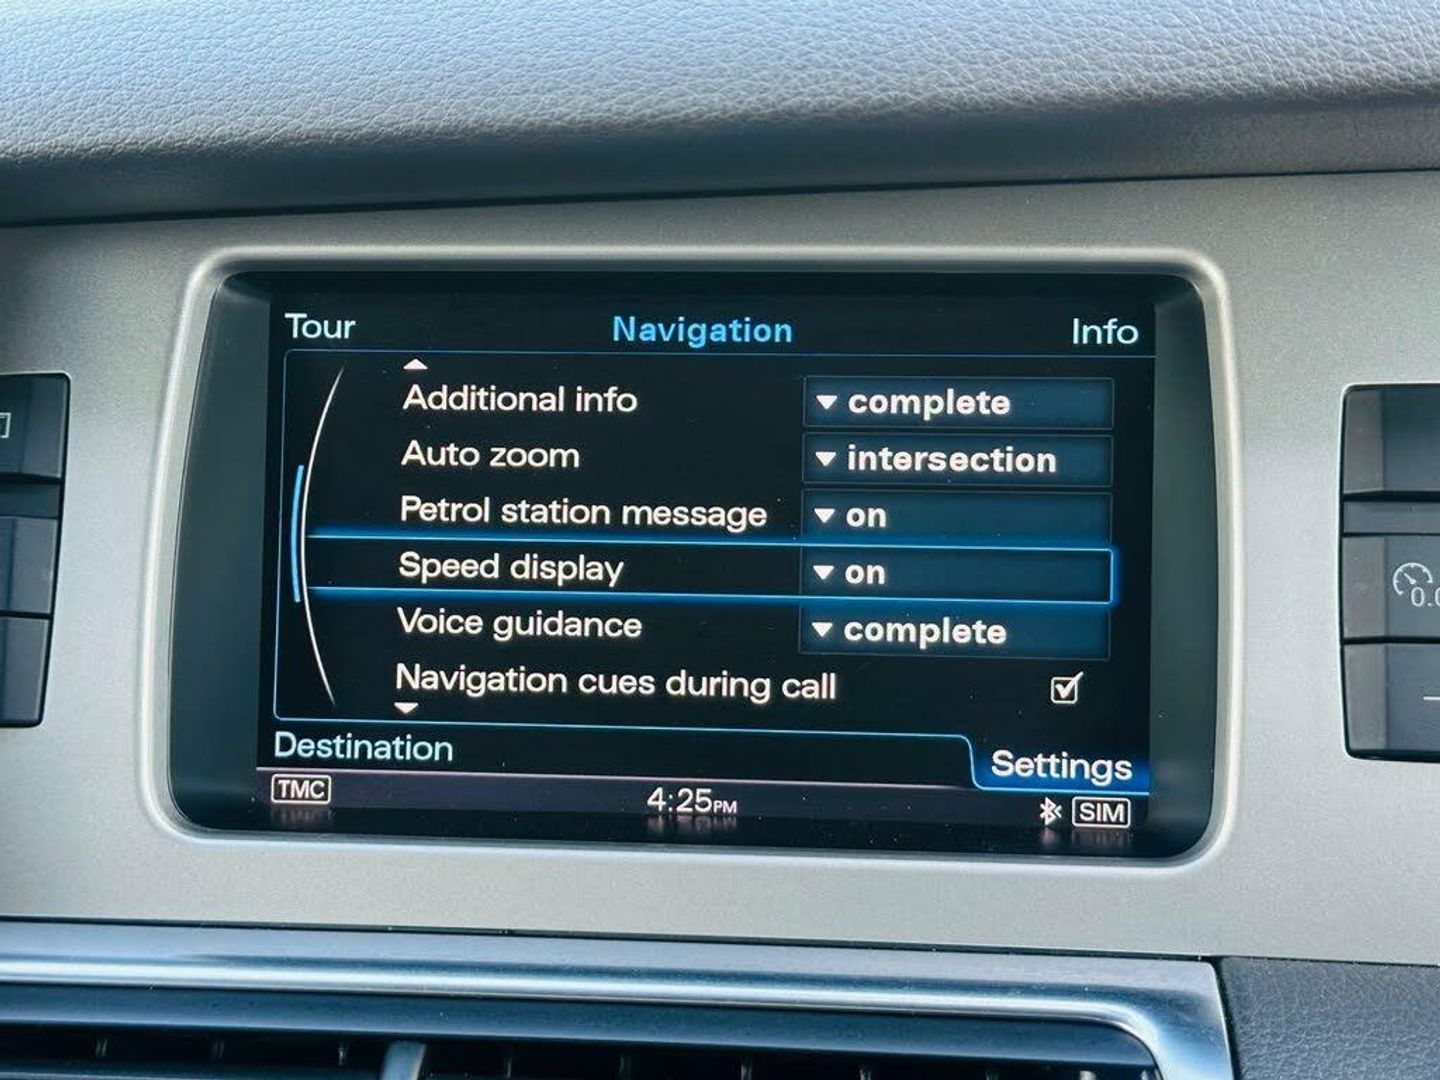 Tour Navigation Info
Additional info complete
Auto zoom intersection
Petrol station message on
Speed display on
Voice guidance complete
Navigation cues during call
Destination Settings
TMC 4:25PM SIM